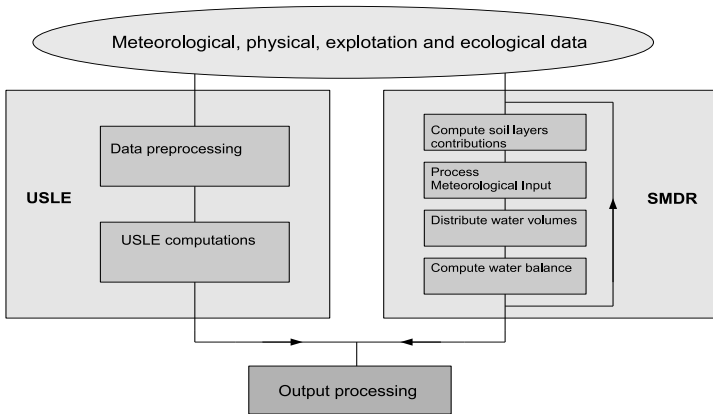 Meteorological, physical, explotation and ecological data
USLE
Data preprocessing
USLE computations
Compute soil layers
contributions
Process
Meteorological Input
Distribute water volumes
Compute water balance
SMDR
Output processing